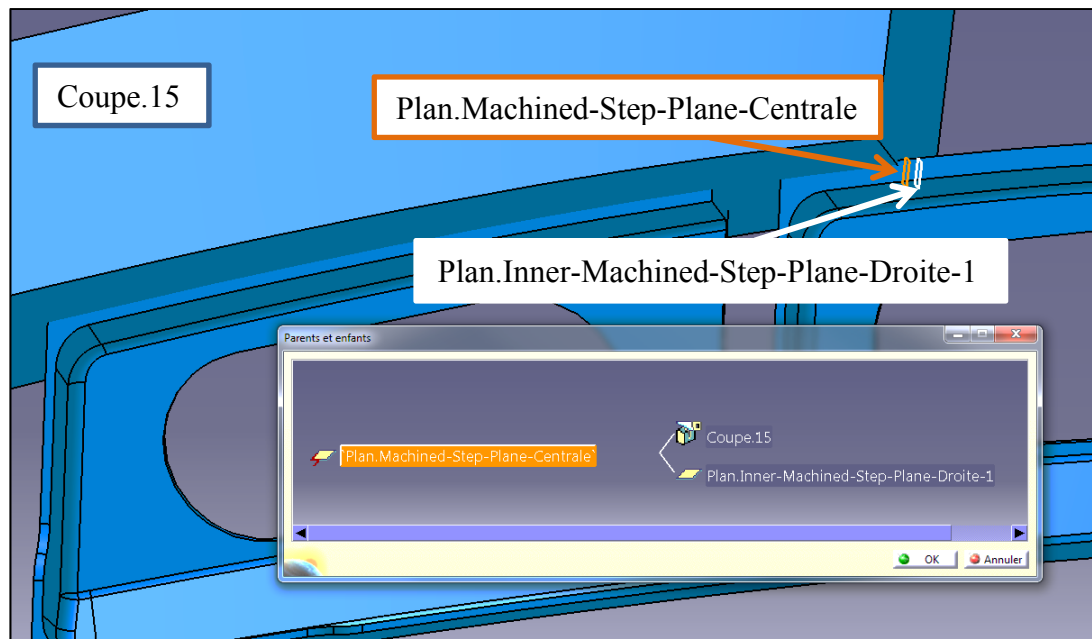 Coupe.15
Plan.Machined-Step-Plane-Centrale
Plan.Inner-Machined-Step-Plane-Droite-1
Parents et enfants
`Plan.Machined-Step-Plane-Centrale`
Coupe.15
Plan.Inner-Machined-Step-Plane-Droite-1
OK Annuler